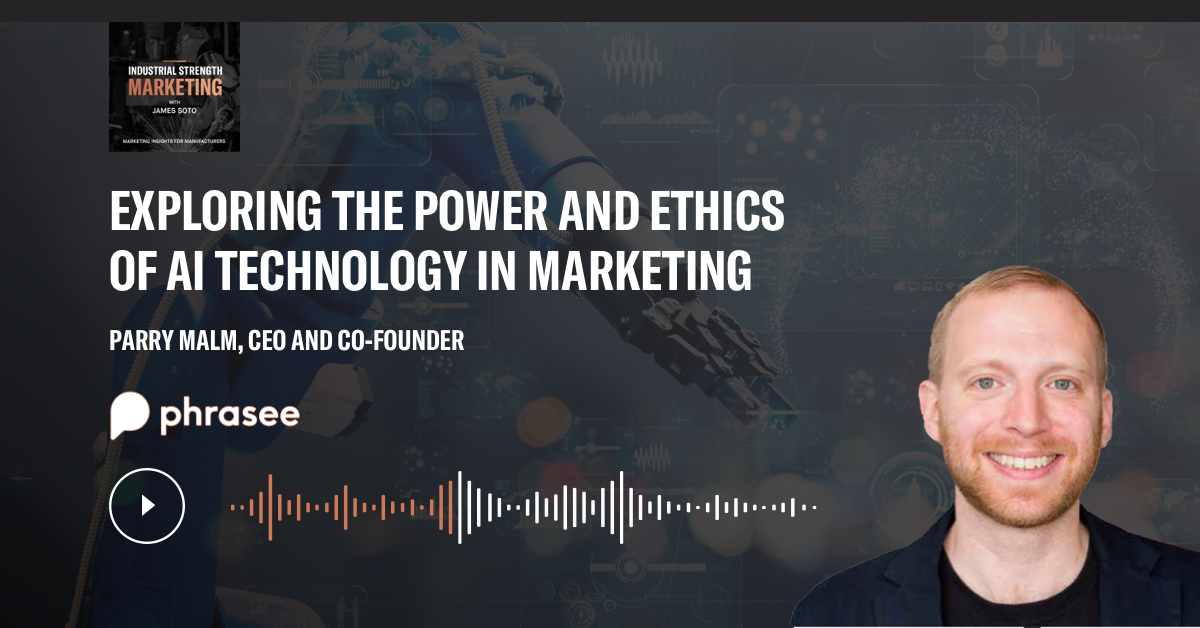 INDUSTRIAL STRENGTH
MARKETING
WITH
JAMES SOTO
MARKETING INSIGHTS FOR MANUFACTURERS
EXPLORING THE POWER AND ETHICS
OF AI TECHNOLOGY IN MARKETING
PARRY MALM, CEO AND CO-FOUNDER
phrasee